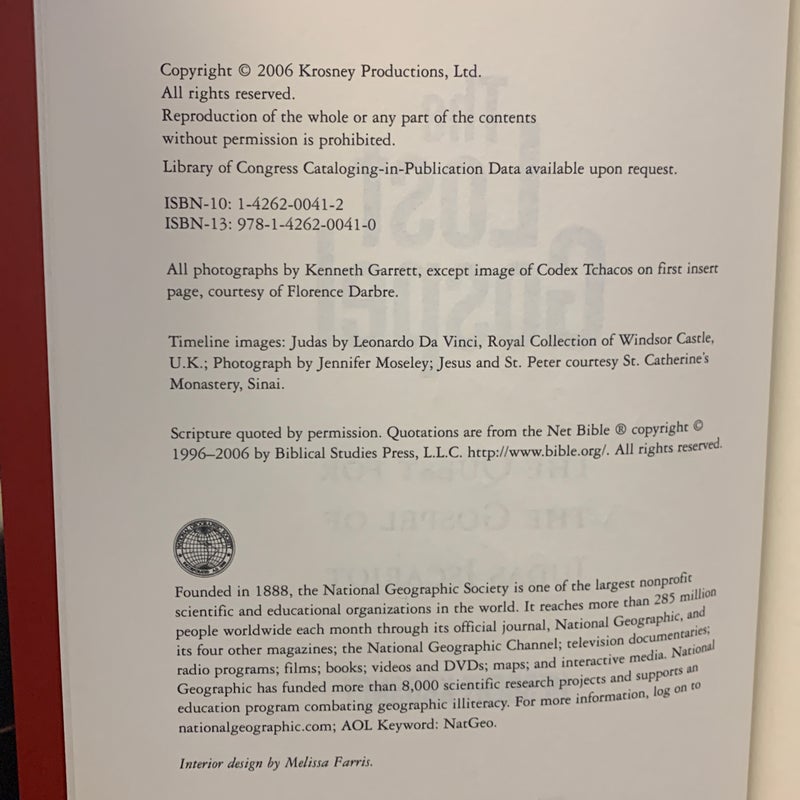 Copyright © 2006 Krosney Productions, Ltd.
All rights reserved.
Reproduction of the whole or any part of the contents
without permission is prohibited.
Library of Congress Cataloging-in-Publication Data available upon request.
ISBN-10: 1-4262-0041-2
ISBN-13: 978-1-4262-0041-0
All photographs by Kenneth Garrett, except image of Codex Tchacos on first insert
page, courtesy of Florence Darbre.
Timeline images: Judas by Leonardo Da Vinci, Royal Collection of Windsor Castle,
U.K.; Photograph by Jennifer Moseley; Jesus and St. Peter courtesy St. Catherine's
Monastery, Sinai.
Scripture quoted by permission. Quotations are from the Net Bible ® copyright ©
1996–2006 by Biblical Studies Press, L.L.C. http://www.bible.org/. All rights reserved.
Founded in 1888, the National Geographic Society is one of the largest nonprofit
scientific and educational organizations in the world. It reaches more than 285 million
people worldwide each month through its official journal, National Geographic, and
its four other magazines; the National Geographic Channel; television documentaries;
radio programs; films; books; videos and DVDs; maps; and interactive media. National
Geographic has funded more than 8,000 scientific research projects and supports an
education program combating geographic illiteracy. For more information, log on to
nationalgeographic.com; AOL Keyword: NatGeo.
Interior design by Melissa Farris.